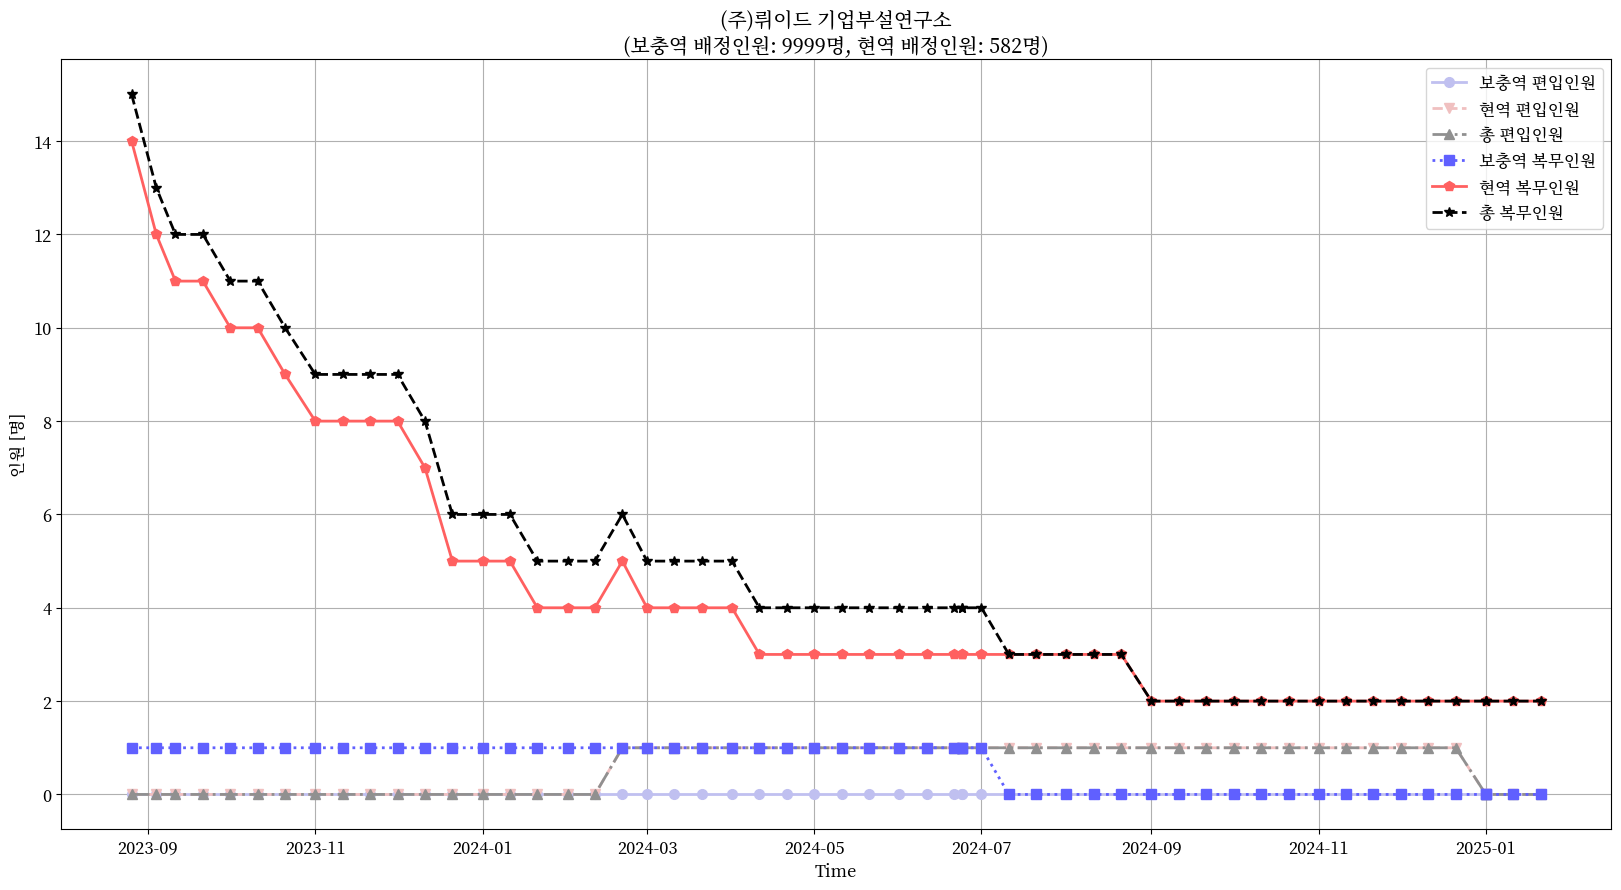 (주)뤼이드 기업부설연구소
(보충역 배정인원: 9999명, 현역 배정인원: 582명)
보충역 편입인원
현역 편입인원
총 편입인원
보충역 복무인원
현역 복무인원
총 복무인원
인원 [명]
14
12
10
8
6
4
2
0
2023-09
2023-11
2024-01
2024-03
2024-05
2024-07
2024-09
2024-11
2025-01
Time